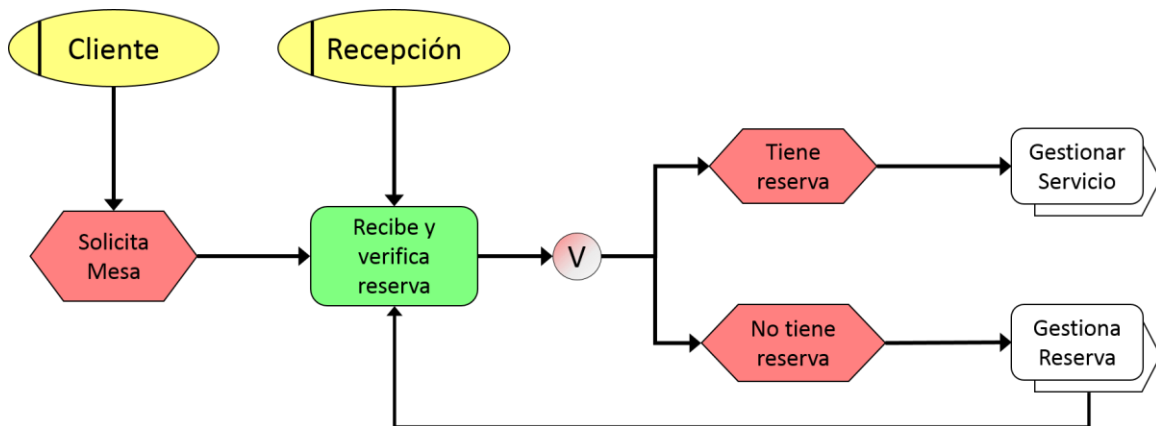 Cliente
Recepción
Solicita
Mesa
Recibe y
verifica
reserva
V
Tiene
reserva
Gestionar
Servicio
No tiene
reserva
Gestiona
Reserva